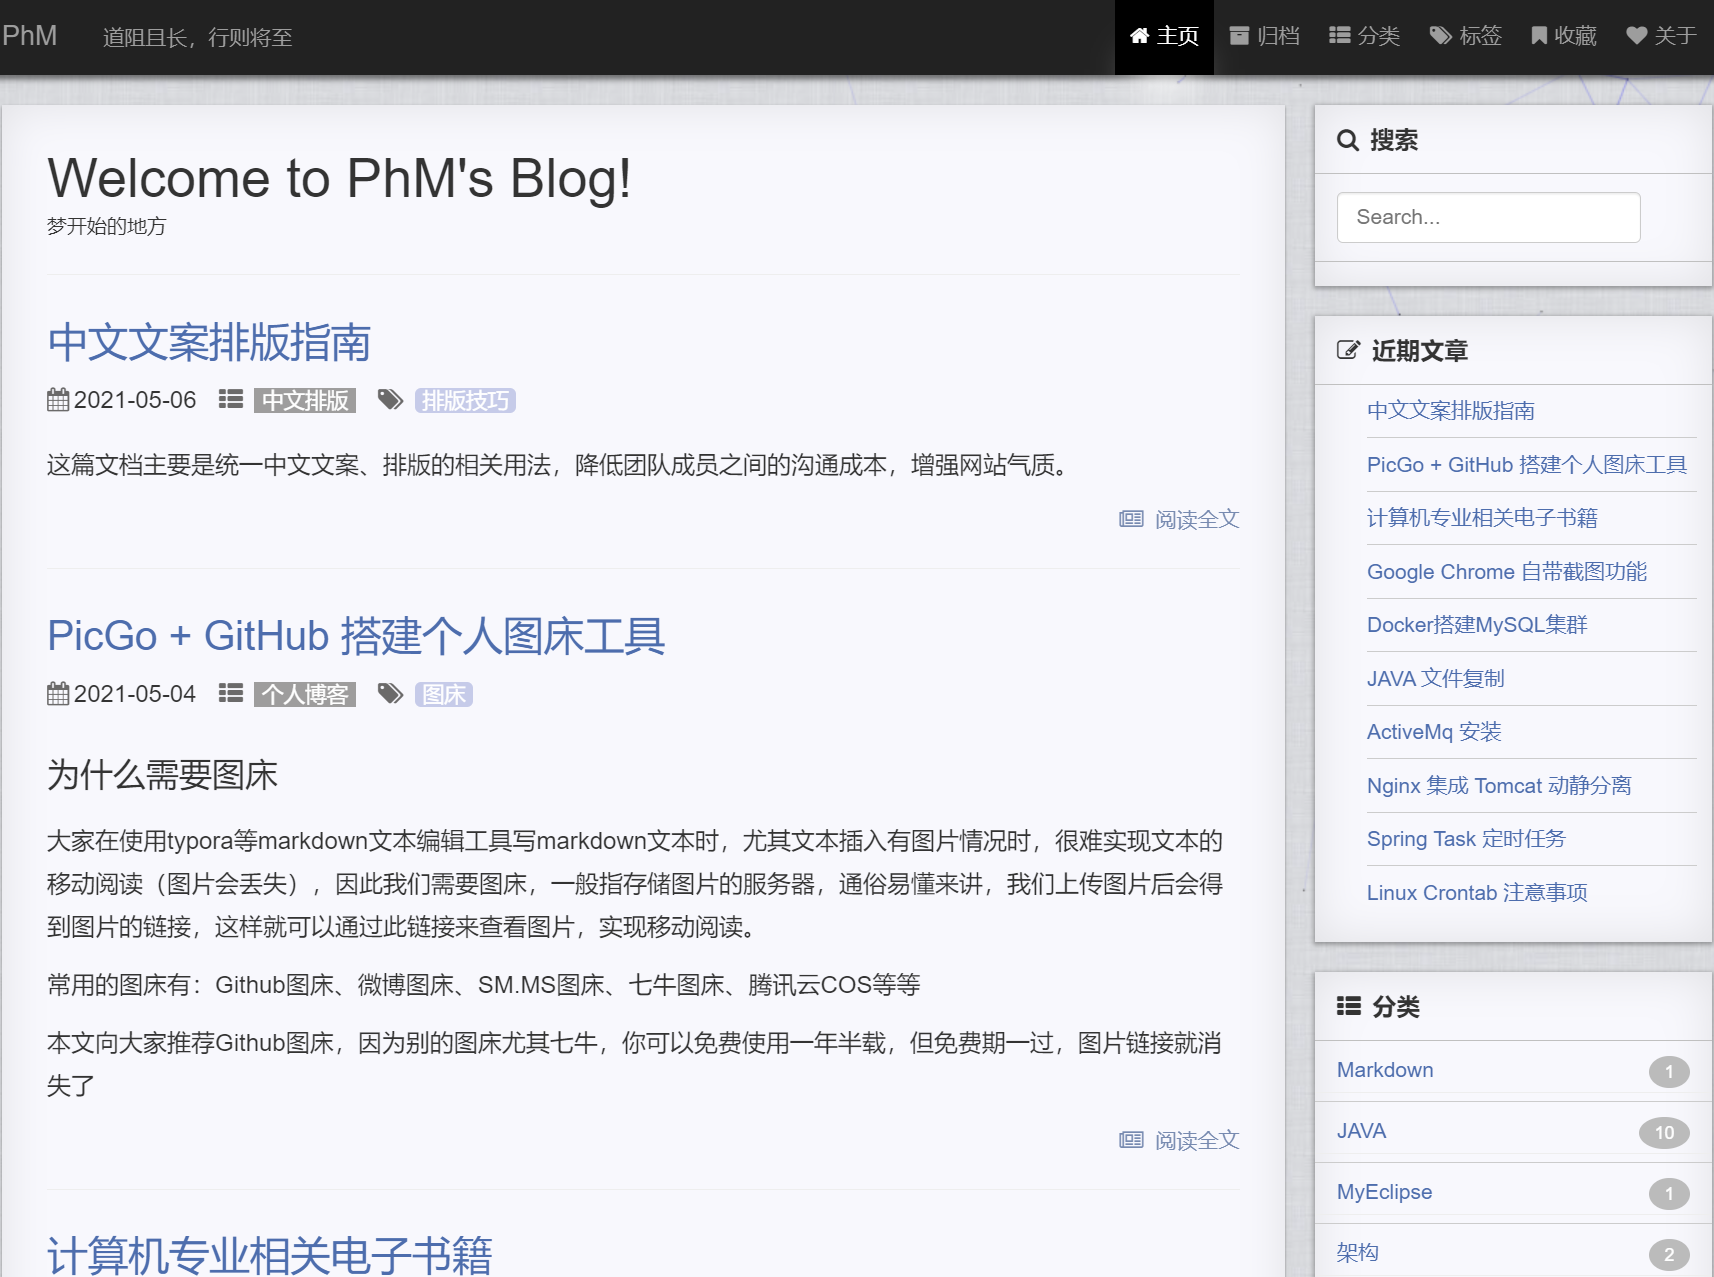 PhM 道阻且长，行则将至 主页 归档 分类 标签 收藏 关于
Welcome to PhM's Blog!
梦开始的地方
中文文案排版指南
2021-05-06 中文排版 排版技巧
这篇文档主要是统一中文文案、排版的相关用法，降低团队成员之间的沟通成本，增强网站气质。
阅读全文
PicGo + GitHub 搭建个人图床工具
2021-05-04 个人博客 图床
为什么需要图床
大家在使用typora等markdown文本编辑工具写markdown文本时，尤其文本插入有图片情况时，很难实现文本的
移动阅读（图片会丢失），因此我们需要图床，一般指存储图片的服务器，通俗易懂来讲，我们上传图片后会得
到图片的链接，这样就可以通过此链接来查看图片，实现移动阅读。
常用的图床有：Github图床、微博图床、SM.MS图床、七牛图床、腾讯云COS等等
本文向大家推荐Github图床，因为别的图床尤其七牛，你可以免费使用一年半载，但免费期一过，图片链接就消
失了
阅读全文
计算机专业相关电子书籍
搜索
Search...
近期文章
中文文案排版指南
PicGo + GitHub 搭建个人图床工具
计算机专业相关电子书籍
Google Chrome 自带截图功能
Docker搭建MySQL集群
JAVA 文件复制
ActiveMq 安装
Nginx 集成 Tomcat 动静分离
Spring Task 定时任务
Linux Crontab 注意事项
分类
Markdown 1
JAVA 10
MyEclipse 1
架构 2